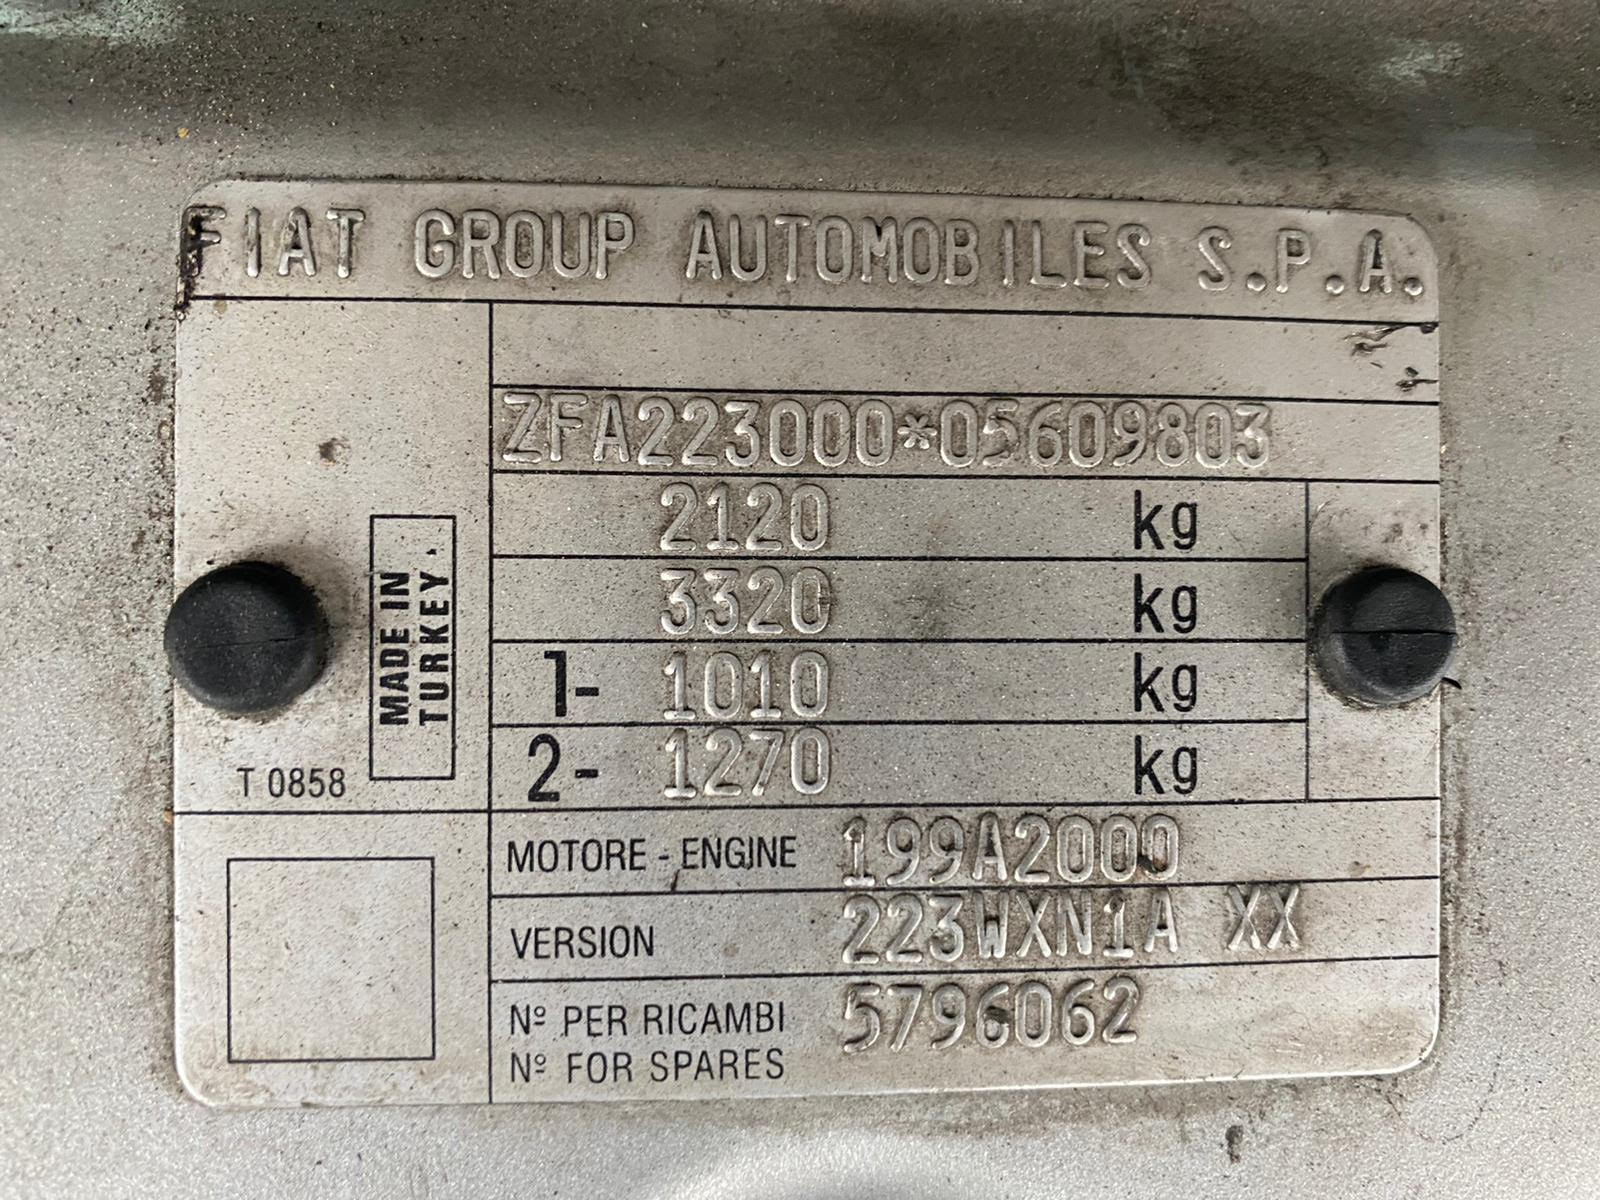 FIAT GROUP AUTOMOBILES S.P.A.
ZFA223000*05609803
2120 kg
3320 kg
1- 1010 kg
2- 1270 kg
MADE IN
TURKEY.
T 0858
MOTORE - ENGINE 199A2000
VERSION 223WXN1A XX
Nº PER RICAMBI 5796062
Nº FOR SPARES